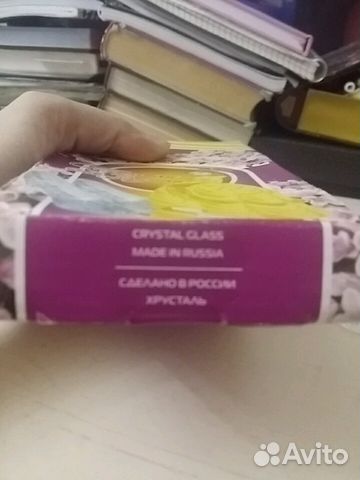 CRYSTAL GLASS
MADE IN RUSSIA
СДЕЛАНО В РОССИИ
ХРУСТАЛЬ
Avito